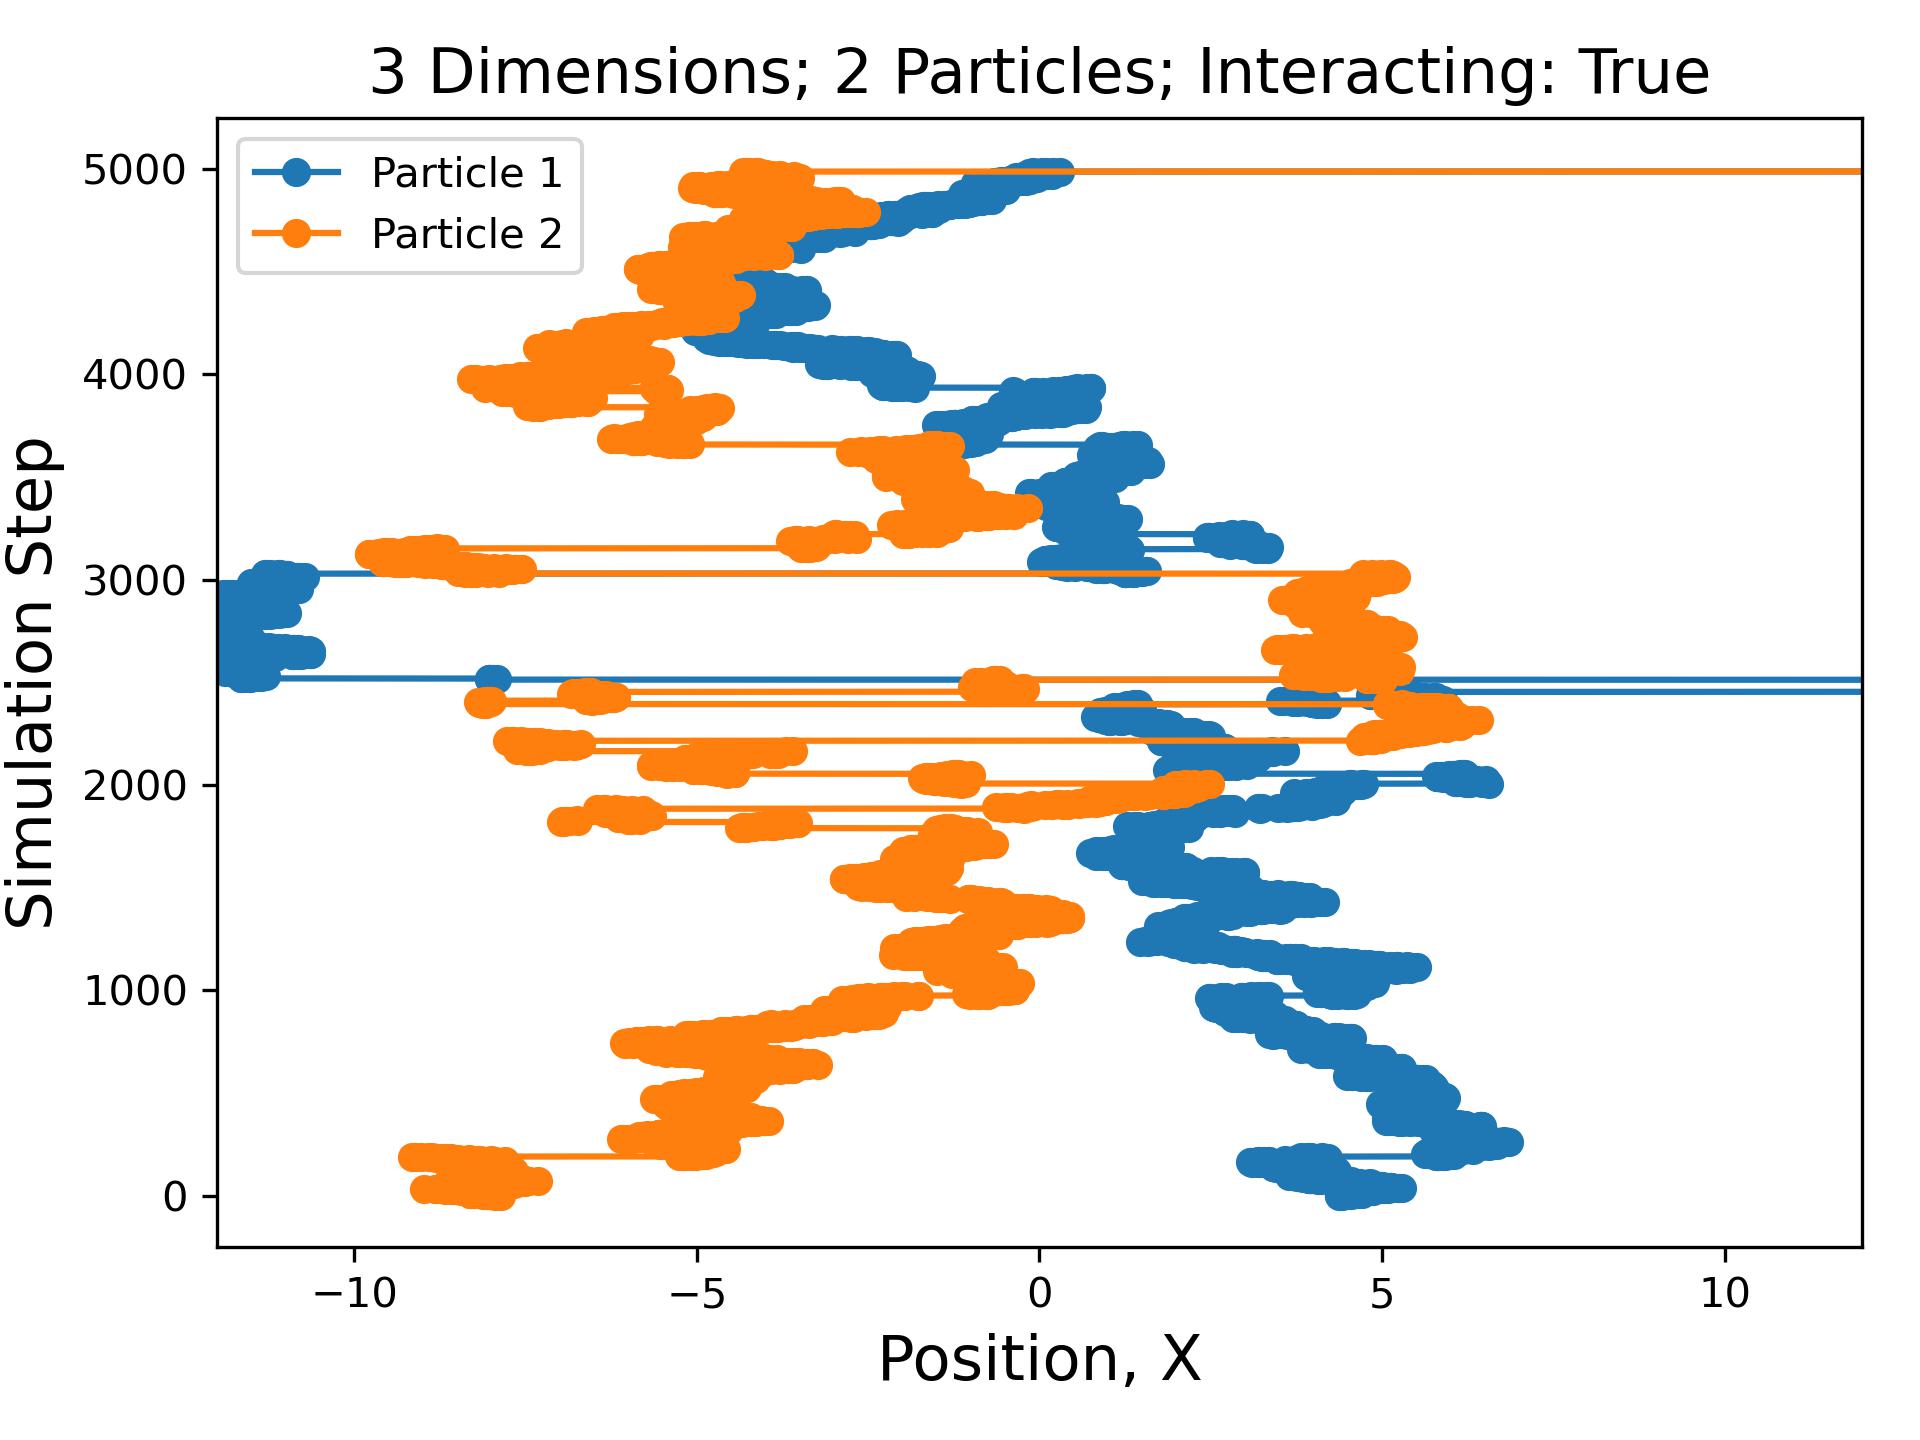 3 Dimensions; 2 Particles; Interacting: True
Particle 1
Particle 2
5000
4000
3000
2000
1000
0
Simulation Step
−10
−5
0
5
10
Position, X